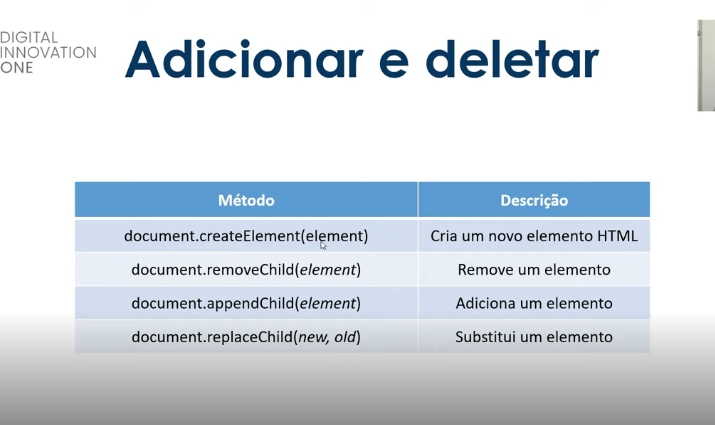 DIGITAL
INNOVATION
ONE
Adicionar e deletar
Método Descrição
document.createElement(element) Cria um novo elemento HTML
document.removeChild(element) Remove um elemento
document.appendChild(element) Adiciona um elemento
document.replaceChild(new, old) Substitui um elemento